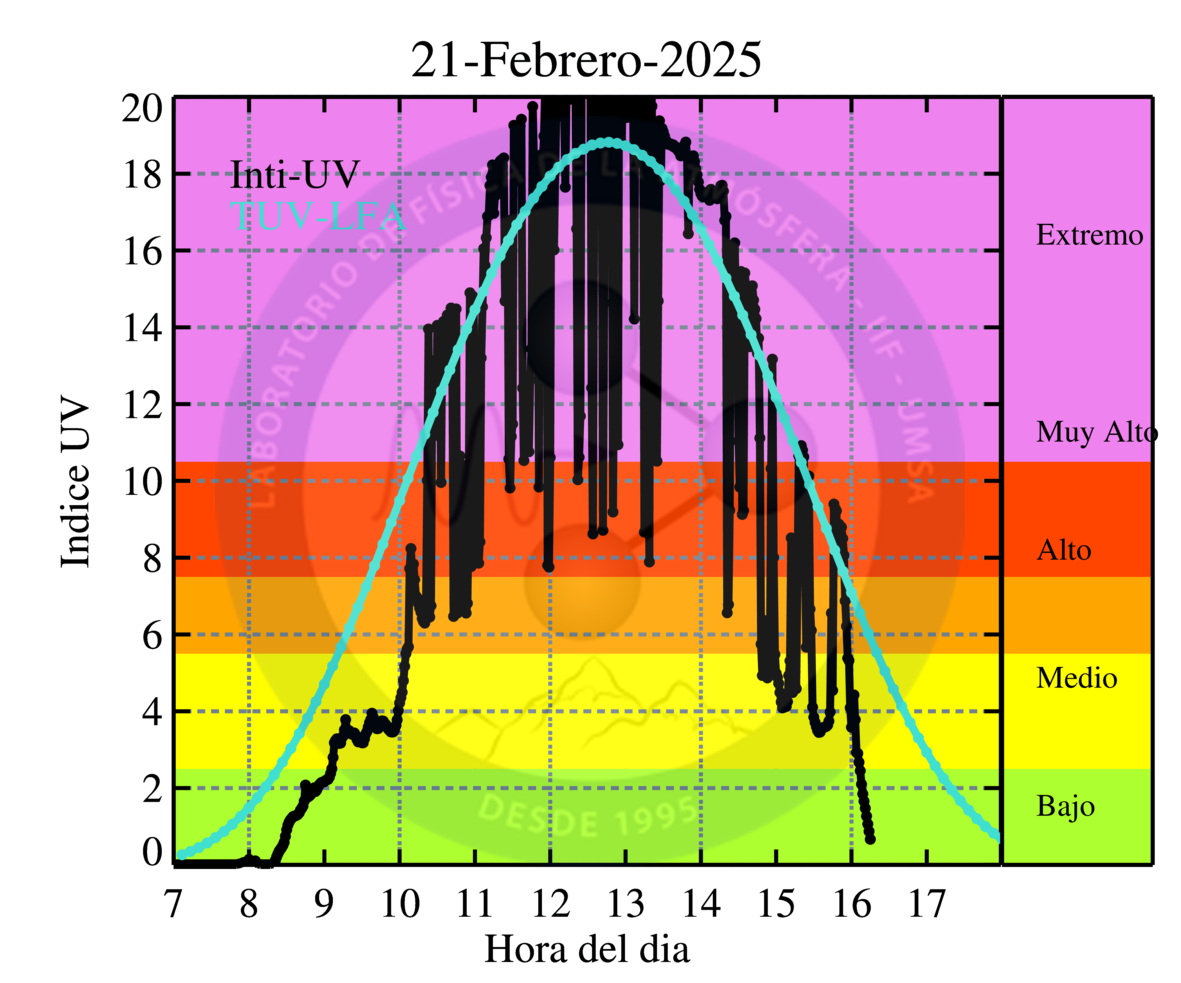 21-Febrero-2025
Indice UV
20
18
16
14
12
10
8
6
4
2
0
Inti-UV
TUV-LFA
LABORATORIO DE FÍSICA DE LA ATMÓSFERA - IIF - UMSA
DESDE 1995
Extremo
Muy Alto
Alto
Medio
Bajo
7 8 9 10 11 12 13 14 15 16 17
Hora del dia